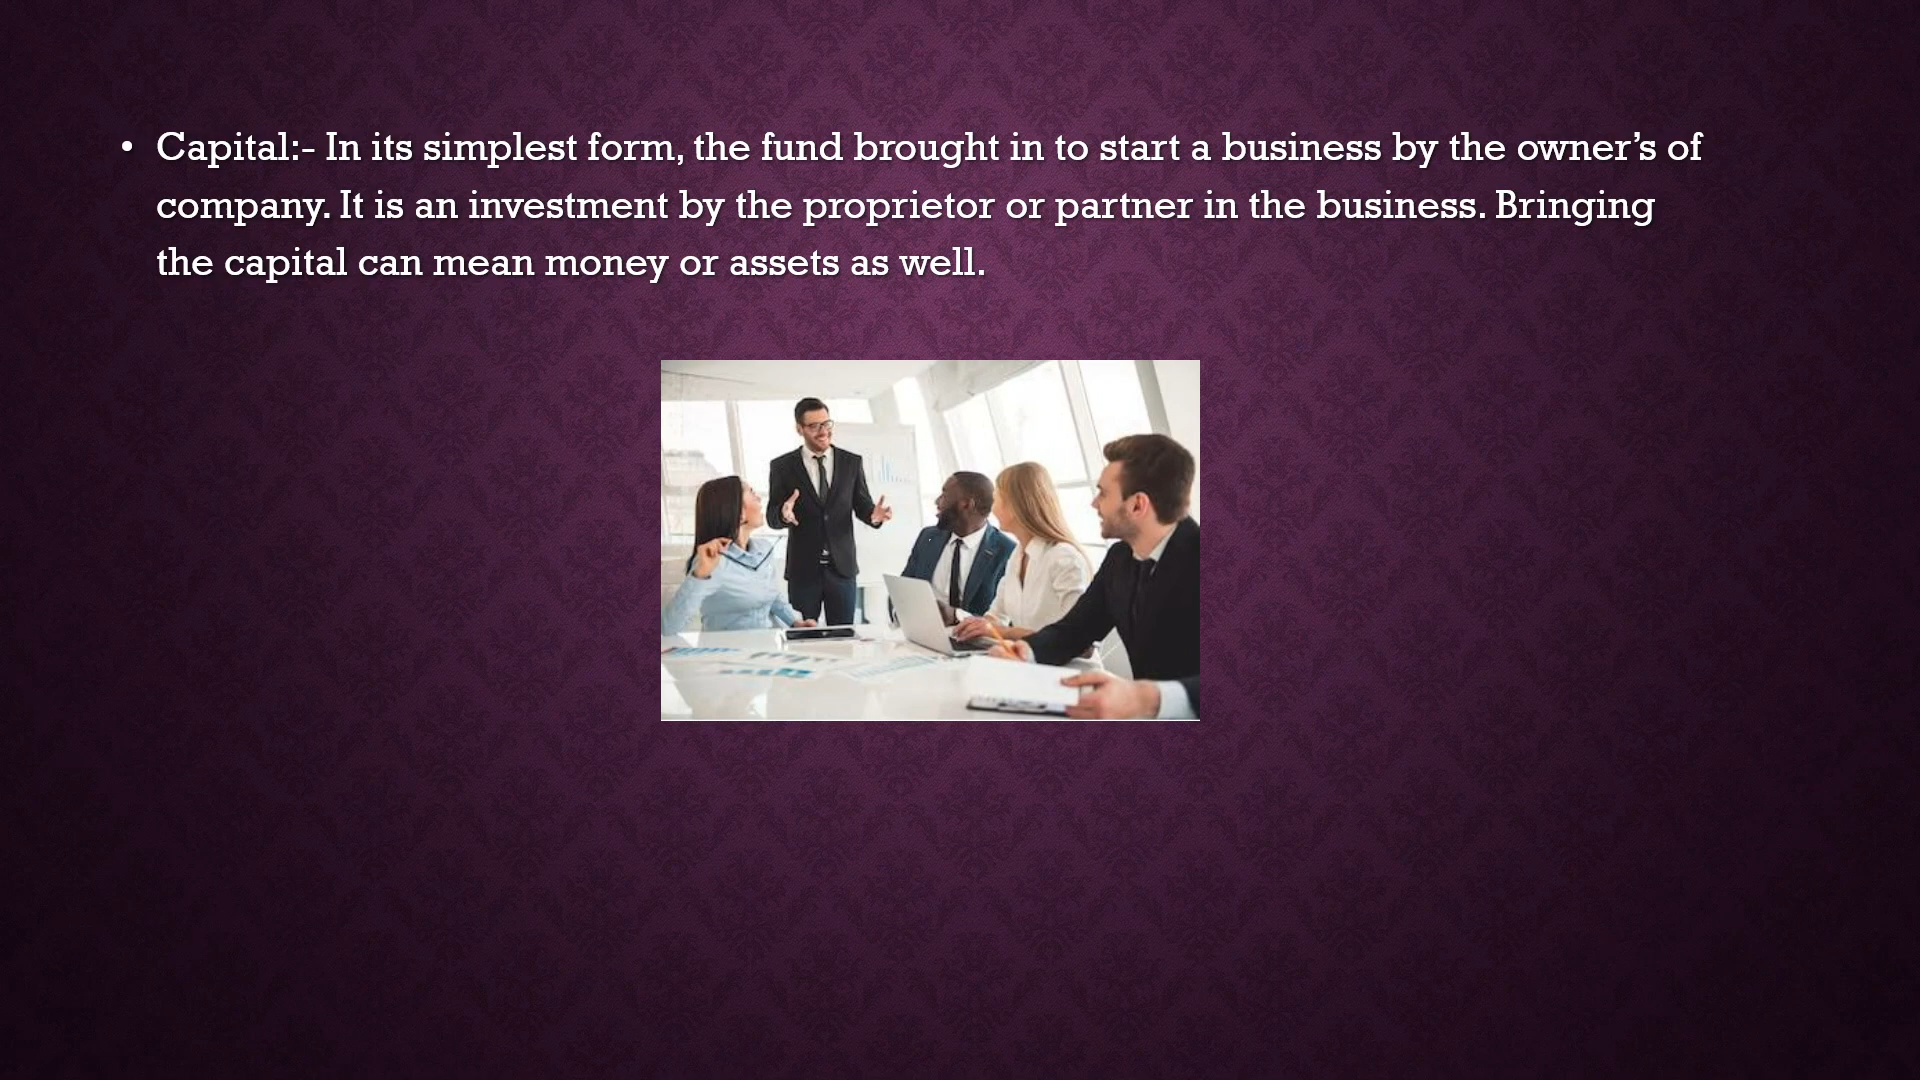 • Capital:- In its simplest form, the fund brought in to start a business by the owner’s of
company. It is an investment by the proprietor or partner in the business. Bringing
the capital can mean money or assets as well.